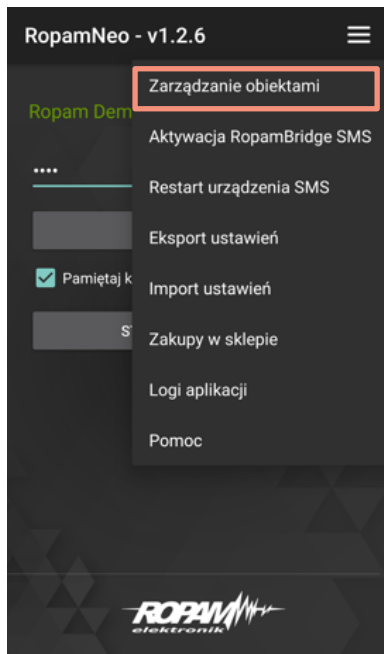 RopamNeo - v1.2.6
Zarządzanie obiektami
Ropam Dem
Aktywacja RopamBridge SMS
••••
Restart urządzenia SMS
Eksport ustawień
Pamiętaj k
Import ustawień
Zakupy w sklepie
Logi aplikacji
Pomoc
ROPAM
elektronik